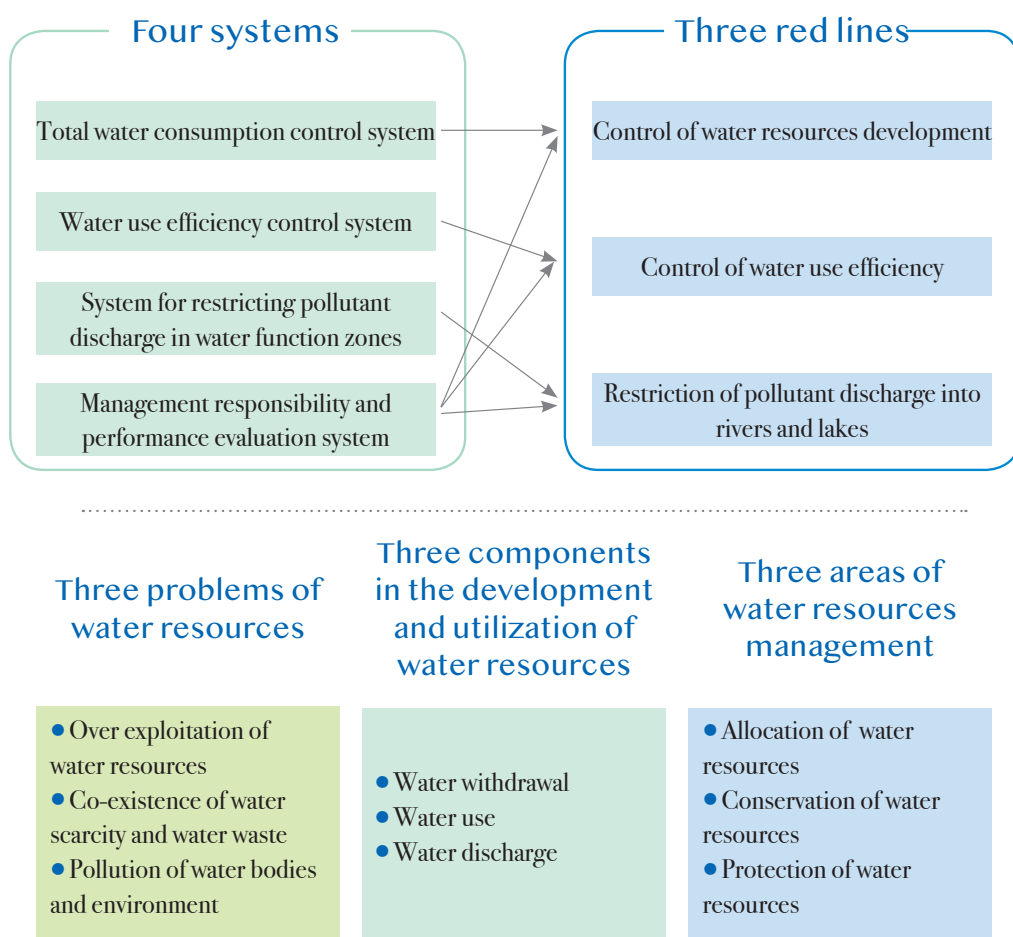 Four systems
Total water consumption control system
Water use efficiency control system
System for restricting pollutant
discharge in water function zones
Management responsibility and
performance evaluation system
Three red lines
Control of water resources development
Control of water use efficiency
Restriction of pollutant discharge into
rivers and lakes
Three problems of
water resources
● Over exploitation of
water resources
● Co-existence of water
scarcity and water waste
● Pollution of water bodies
and environment
Three components
in the development
and utilization of
water resources
● Water withdrawal
● Water use
● Water discharge
Three areas of
water resources
management
● Allocation of water
resources
● Conservation of water
resources
● Protection of water
resources